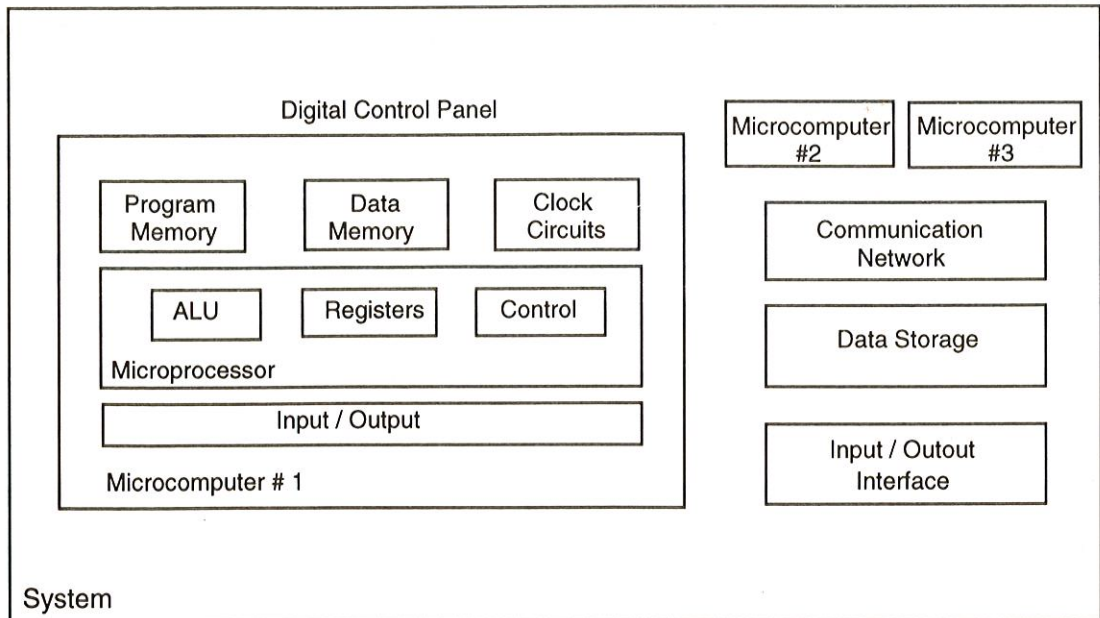 Digital Control Panel
Program
Memory
Data
Memory
Clock
Circuits
ALU
Registers
Control
Microprocessor
Input / Output
Microcomputer # 1
Microcomputer
#2
Microcomputer
#3
Communication
Network
Data Storage
Input / Outout
Interface
System